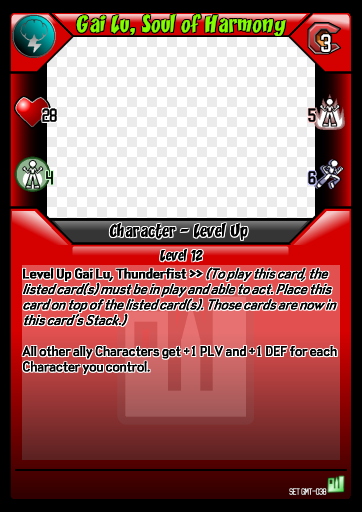 Gai Lu, Soul of Harmony
3
28
5
4
6
Character - Level Up
Level 12
Level Up Gai Lu, Thunderfist >> (To play this card, the
listed card(s) must be in play and able to act. Place this
card on top of the listed card(s). Those cards are now in
this card's Stack.)
All other ally Characters get +1 PLV and +1 DEF for each
Character you control.
SET GMT-038